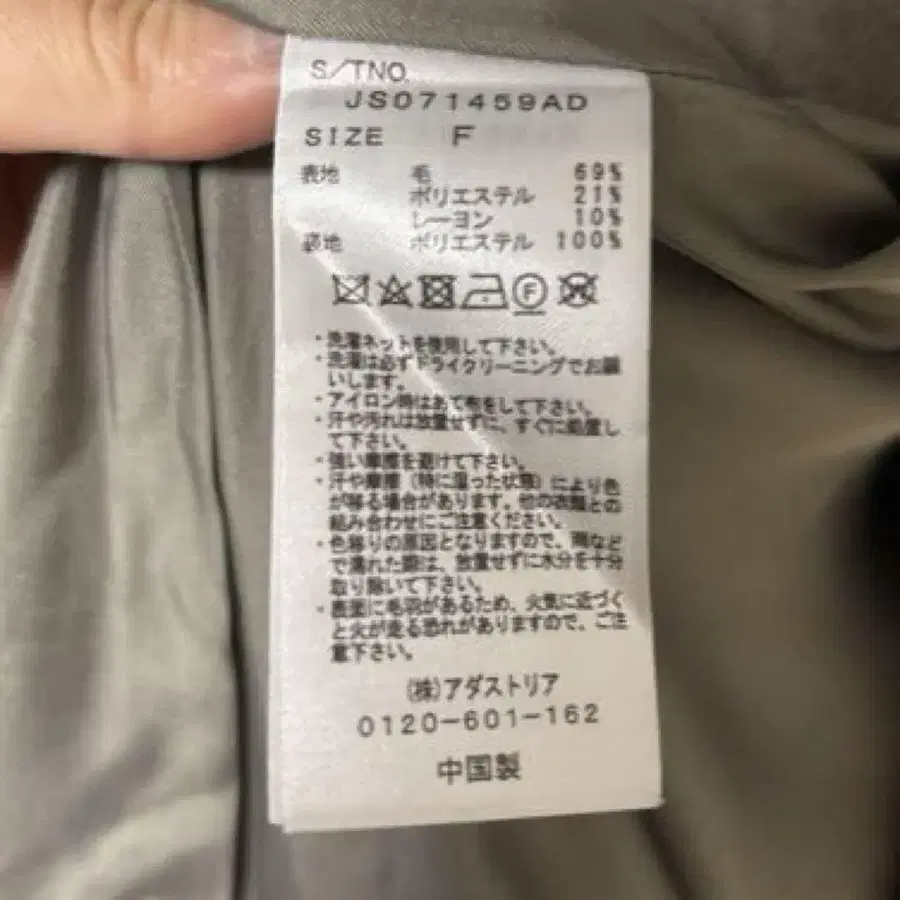 S/TNO.
JS071459AD
SIZE F
表地 毛 69%
ポリエステル 21%
レーヨン 10%
裏地 ポリエステル 100%
F
・洗濯ネットを使用して下さい。
・洗濯は必ずドライクリーニングでお願
いします。
・アイロン時はあて布をして下さい。
・汗や汚れは放置せずに、すぐに処置し
て下さい。
・強い摩擦を避けて下さい。
・汗や摩擦（特に湿った状態）により色
が移る場合があります。他の衣類との
組み合わせにご注意ください。
・色移りの原因となりますので、雨など
で濡れた際は、放置せずに水分を十分
取り除いて下さい。
・表面に毛羽があるため、火気に近づく
と火が走る恐れがありますので、ご注
意下さい。
(株)アダストリア
0120-601-162
中国製